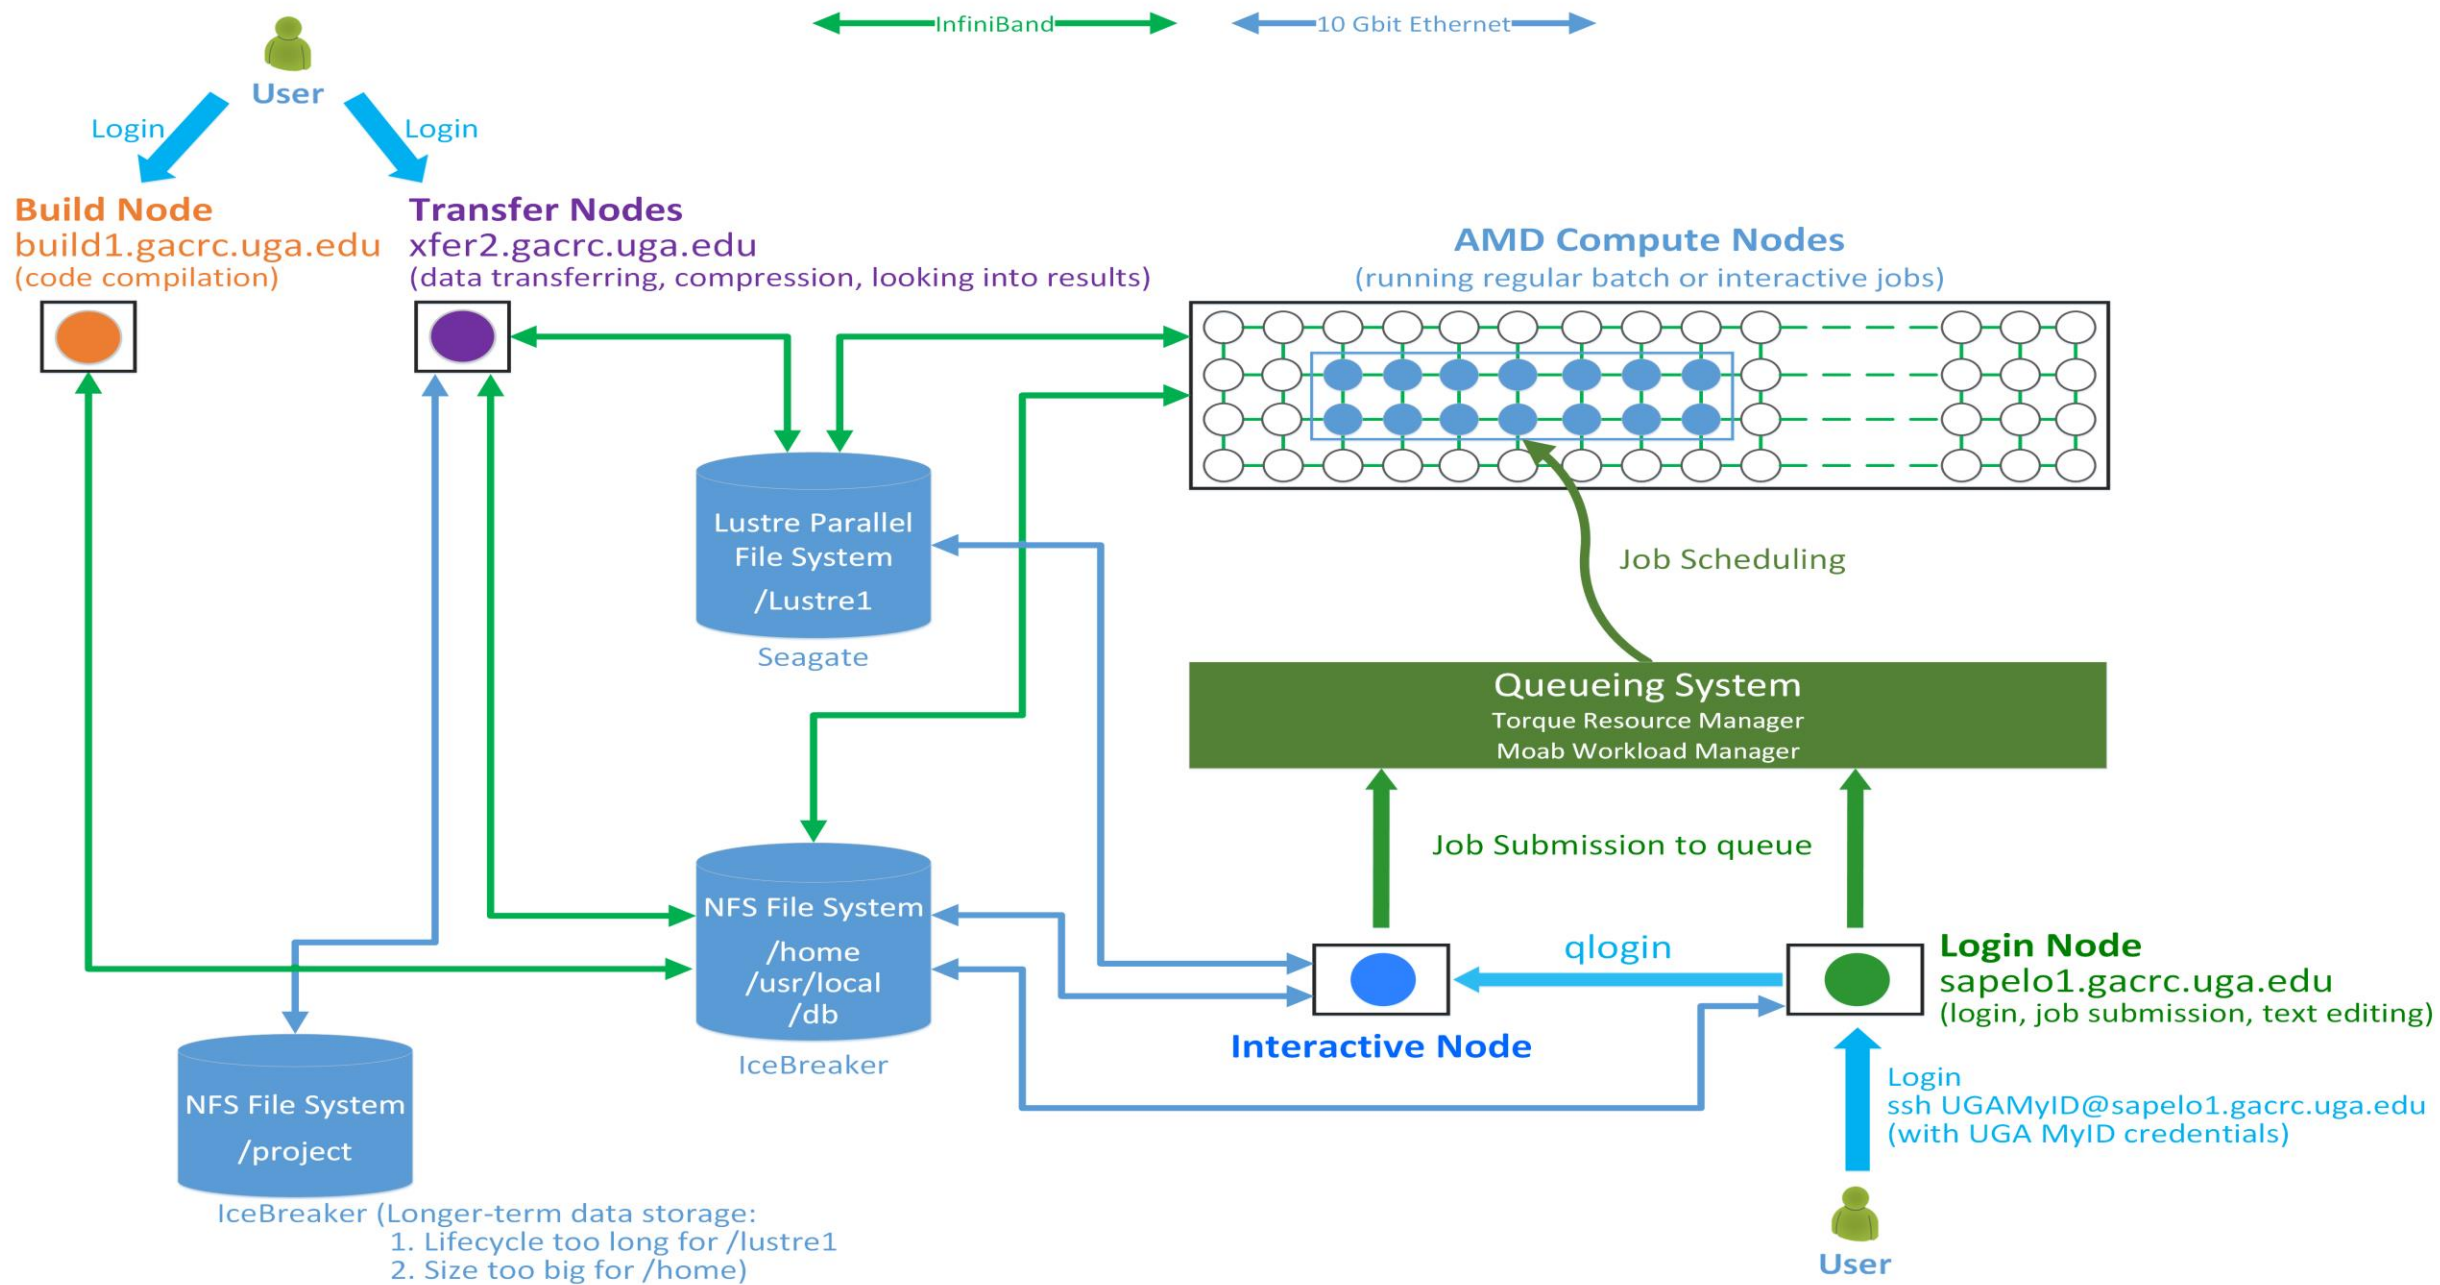 InfiniBand
10 Gbit Ethernet
User
Login
Login
Build Node
build1.gacrc.uga.edu
(code compilation)
Transfer Nodes
xfer2.gacrc.uga.edu
(data transferring, compression, looking into results)
AMD Compute Nodes
(running regular batch or interactive jobs)
Lustre Parallel
File System
/Lustre1
Seagate
Job Scheduling
Queueing System
Torque Resource Manager
Moab Workload Manager
Job Submission to queue
NFS File System
/home
/usr/local
/db
IceBreaker
qlogin
Interactive Node
Login Node
sapelo1.gacrc.uga.edu
(login, job submission, text editing)
Login
ssh UGAMyID@sapelo1.gacrc.uga.edu
(with UGA MyID credentials)
User
NFS File System
/project
IceBreaker (Longer-term data storage:
1. Lifecycle too long for /lustre1
2. Size too big for /home)